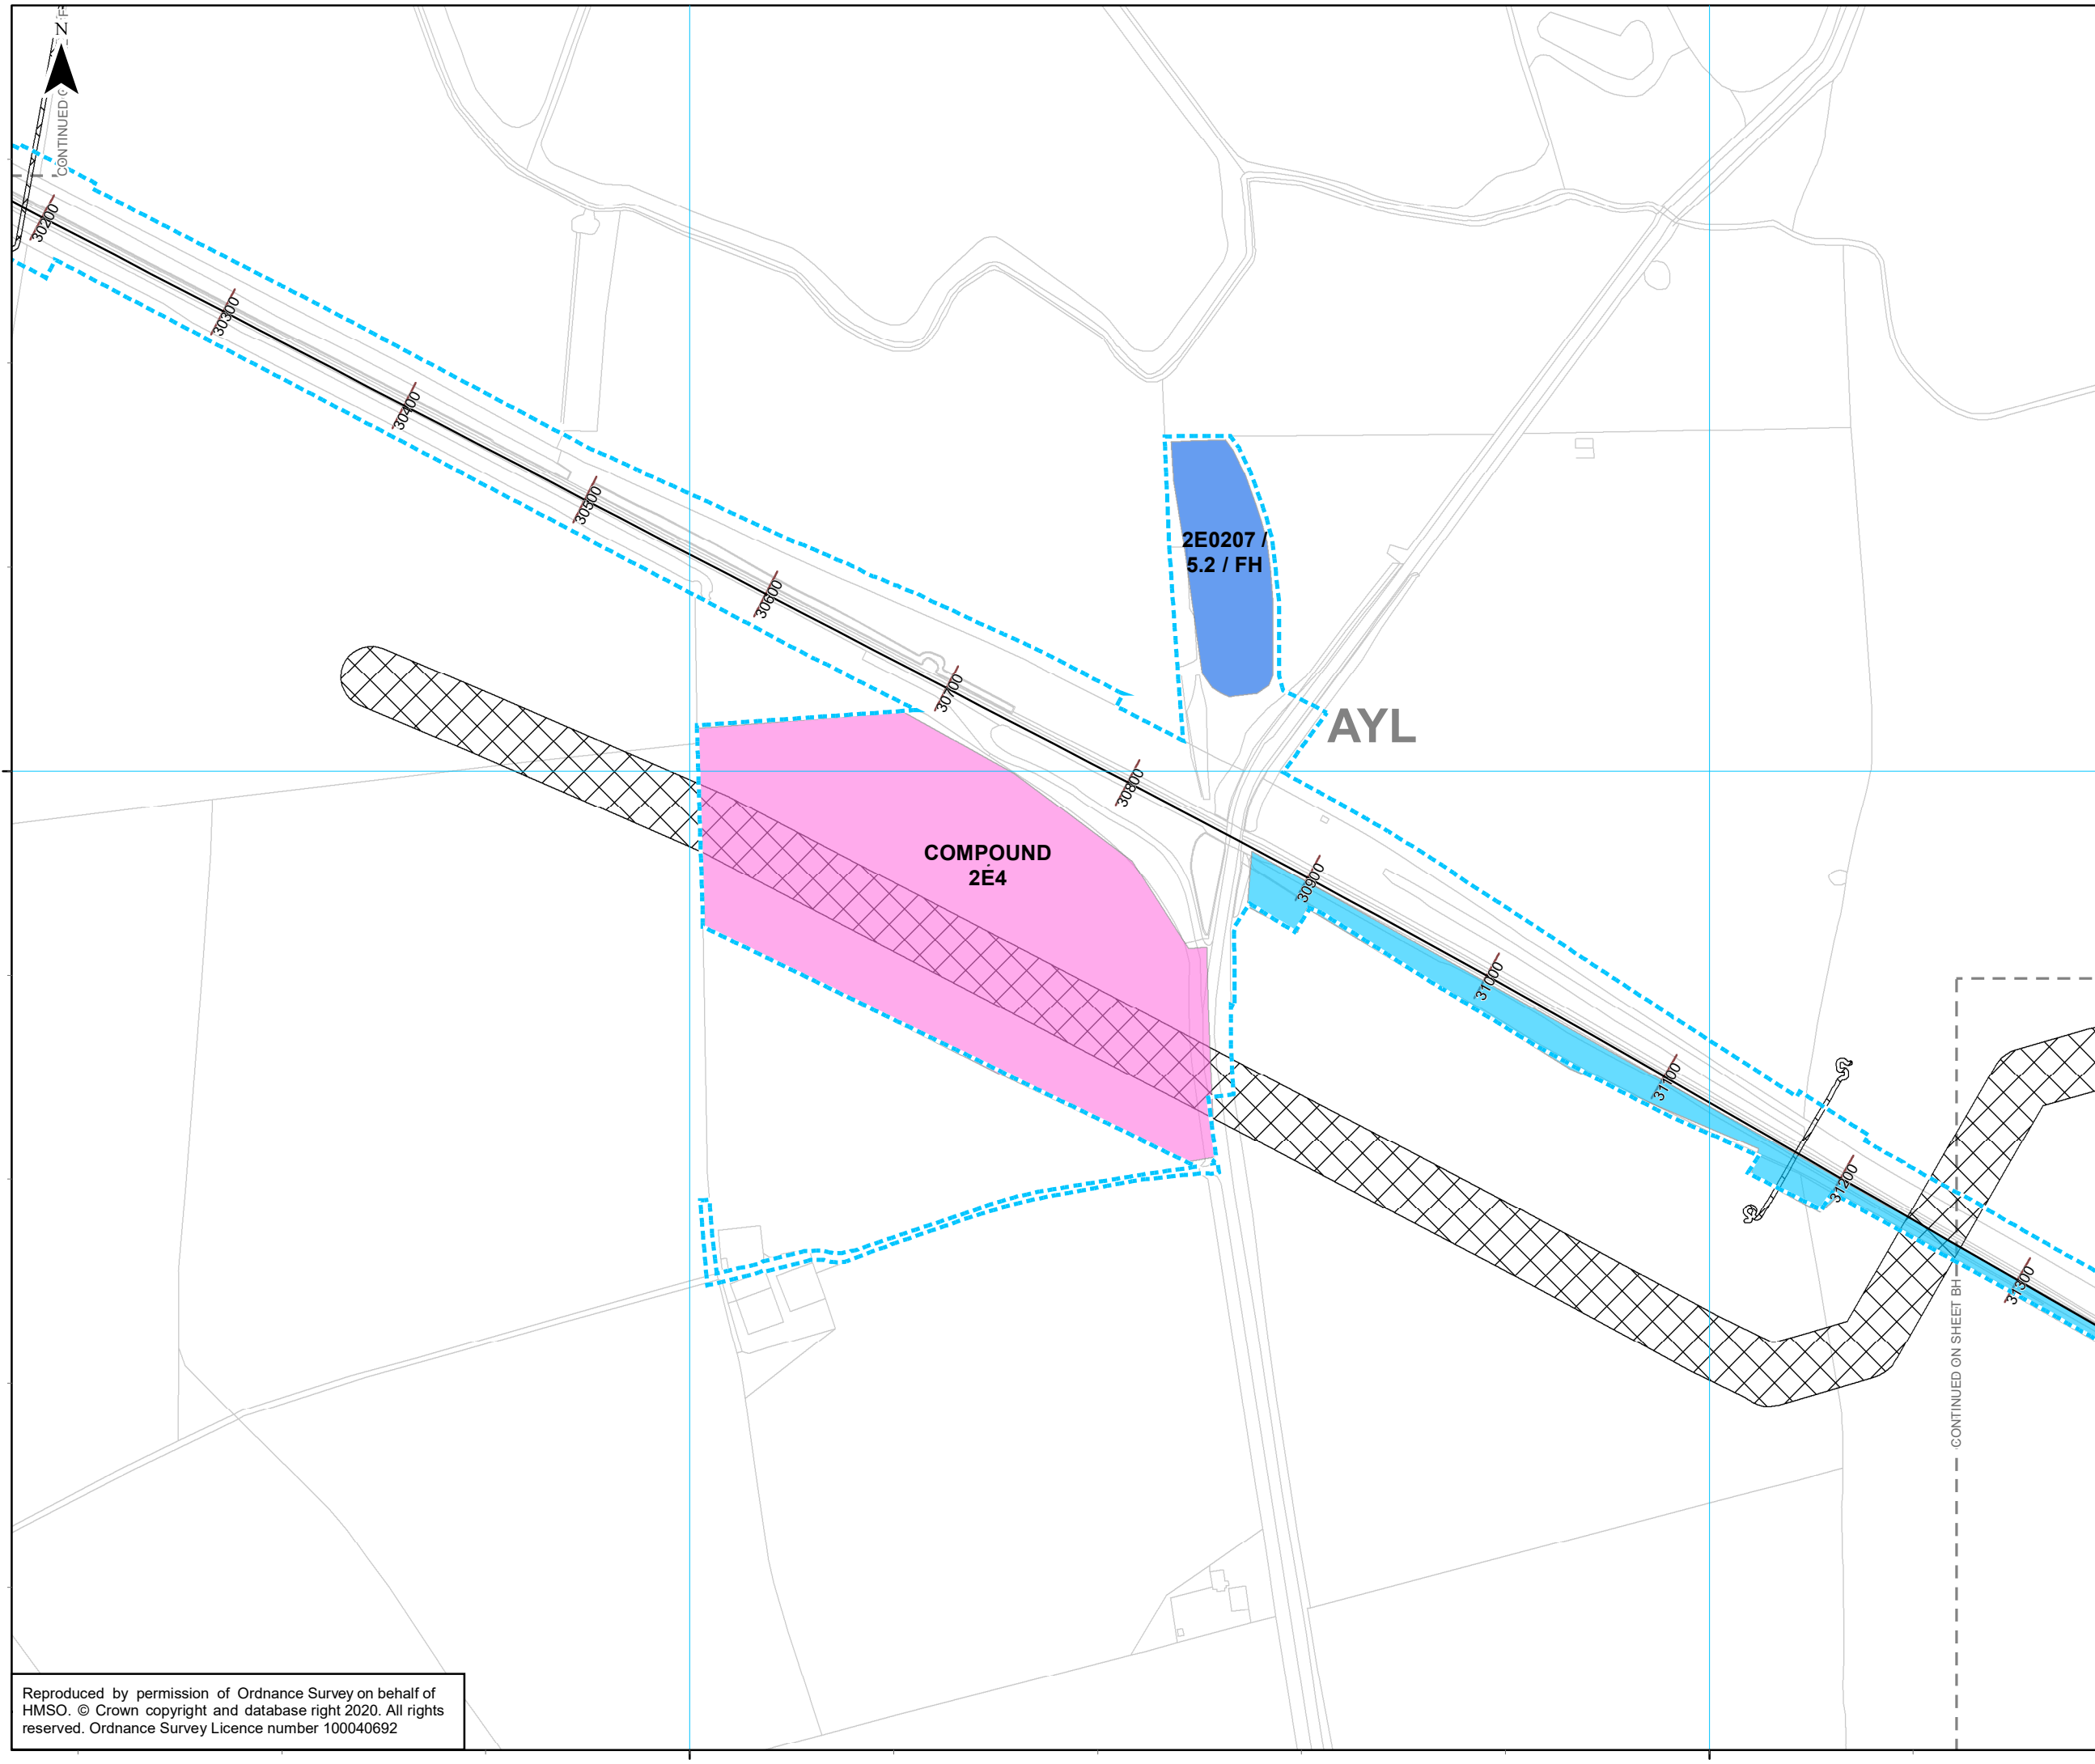 N
CONTINUED O
30200
30300
30400
30500
30600
30700
30800
30900
31000
31100
31200
31300
2E0207 /
5.2 / FH
AYL
COMPOUND
2E4
CONTINUED ON SHEET BH
Reproduced by permission of Ordnance Survey on behalf of
HMSO. © Crown copyright and database right 2020. All rights
reserved. Ordnance Survey Licence number 100040692